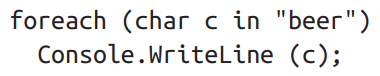 foreach (char c in "beer")
  Console.WriteLine (c);